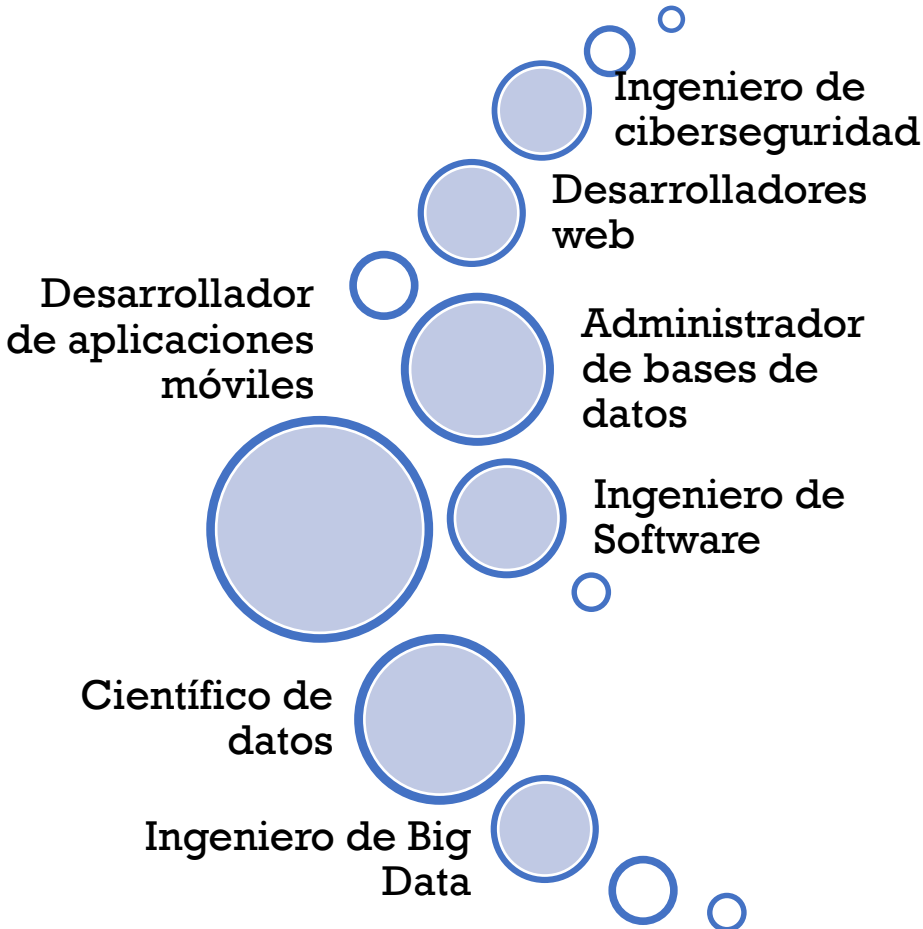 Ingeniero de
ciberseguridad
Desarrolladores
web
Desarrollador
de aplicaciones
móviles
Administrador
de bases de
datos
Ingeniero de
Software
Científico de
datos
Ingeniero de Big
Data